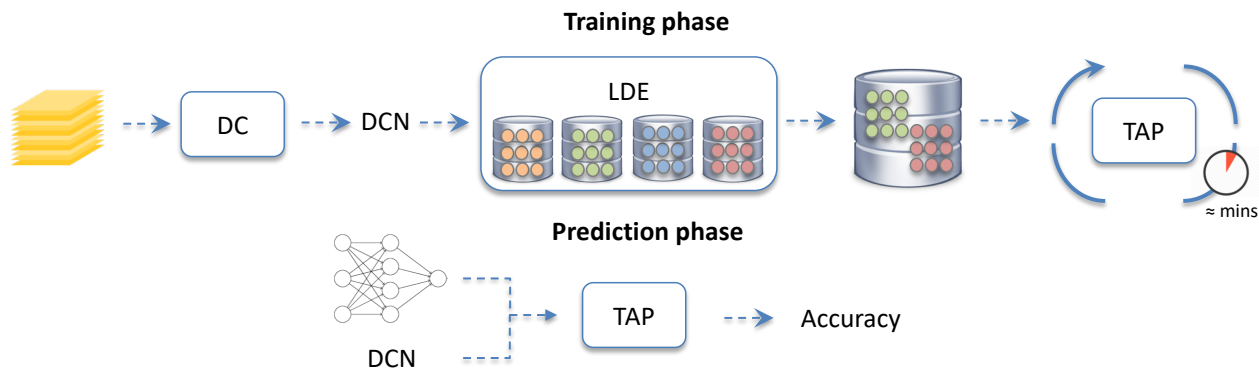 Training phase
LDE
DC
DCN
TAP
≈ mins
Prediction phase
TAP
Accuracy
DCN